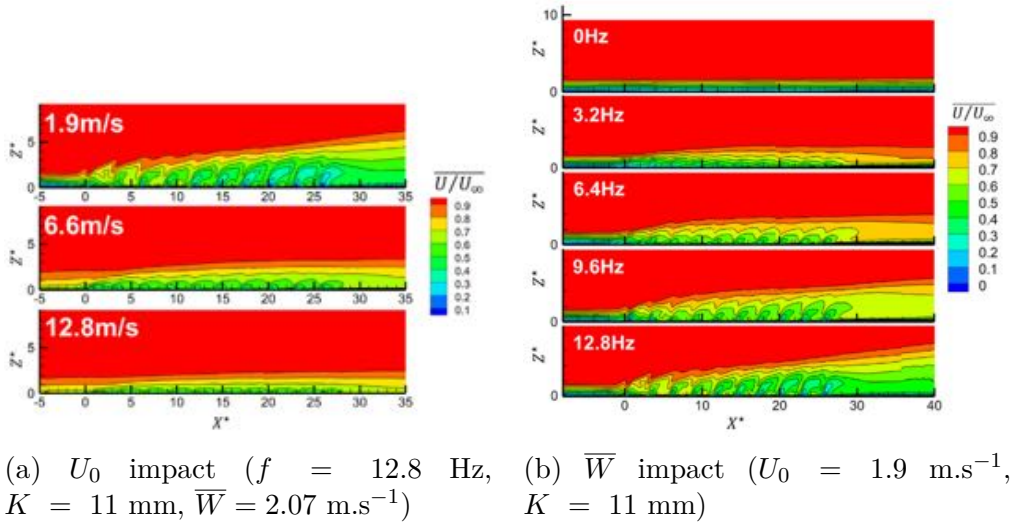 1.9m/s
Z*
5
0
-5 0 5 10 15 20 25 30 35
6.6m/s
Z*
5
0
-5 0 5 10 15 20 25 30 35
12.8m/s
Z*
5
0
-5 0 5 10 15 20 25 30 35
X*
U/U∞
0.9
0.8
0.7
0.6
0.5
0.4
0.3
0.2
0.1
10
0Hz
Z*
0
3.2Hz
Z*
0
6.4Hz
Z*
0
9.6Hz
Z*
0
12.8Hz
Z*
0
0 10 20 30 40
X*
U/U∞
0.9
0.8
0.7
0.6
0.5
0.4
0.3
0.2
0.1
0
(a) U₀ impact (f = 12.8 Hz,
K = 11 mm, W̅ = 2.07 m.s⁻¹)
(b) W̅ impact (U₀ = 1.9 m.s⁻¹,
K = 11 mm)